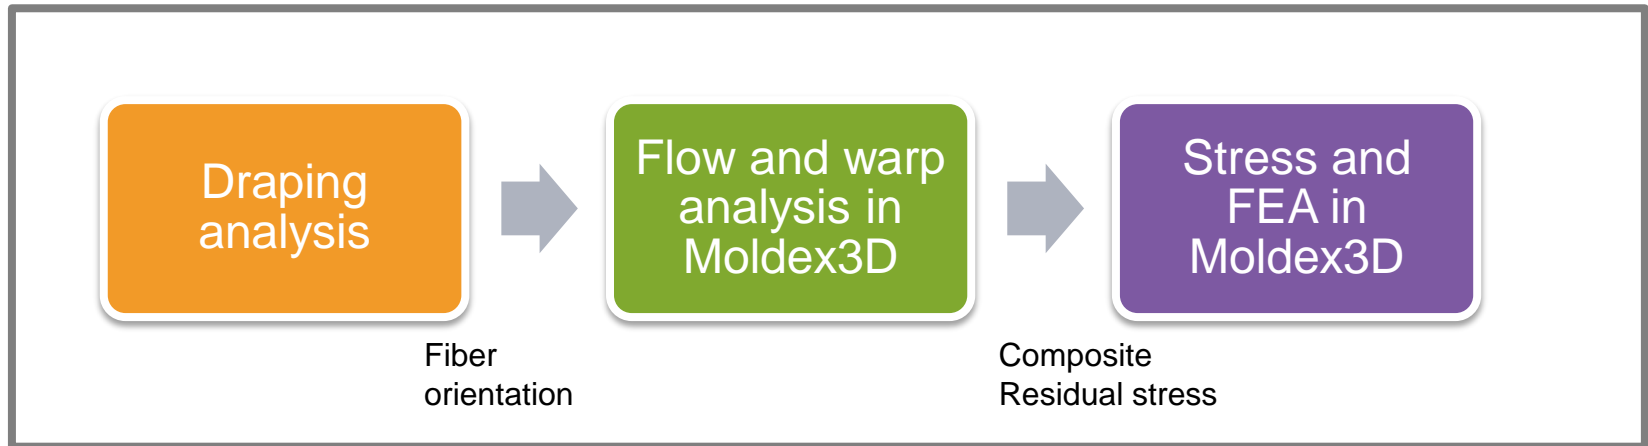 Draping
analysis
Flow and warp
analysis in
Moldex3D
Stress and
FEA in
Moldex3D
Fiber
orientation
Composite
Residual stress